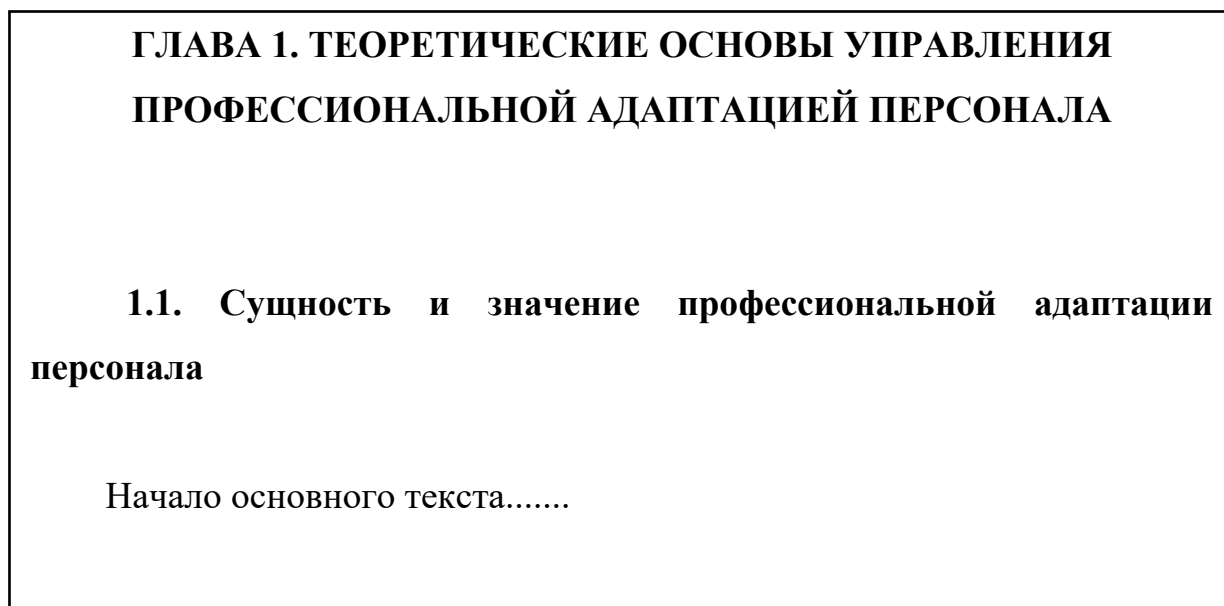 ГЛАВА 1. ТЕОРЕТИЧЕСКИЕ ОСНОВЫ УПРАВЛЕНИЯ
ПРОФЕССИОНАЛЬНОЙ АДАПТАЦИЕЙ ПЕРСОНАЛА
1.1. Сущность и значение профессиональной адаптации
персонала
Начало основного текста.......